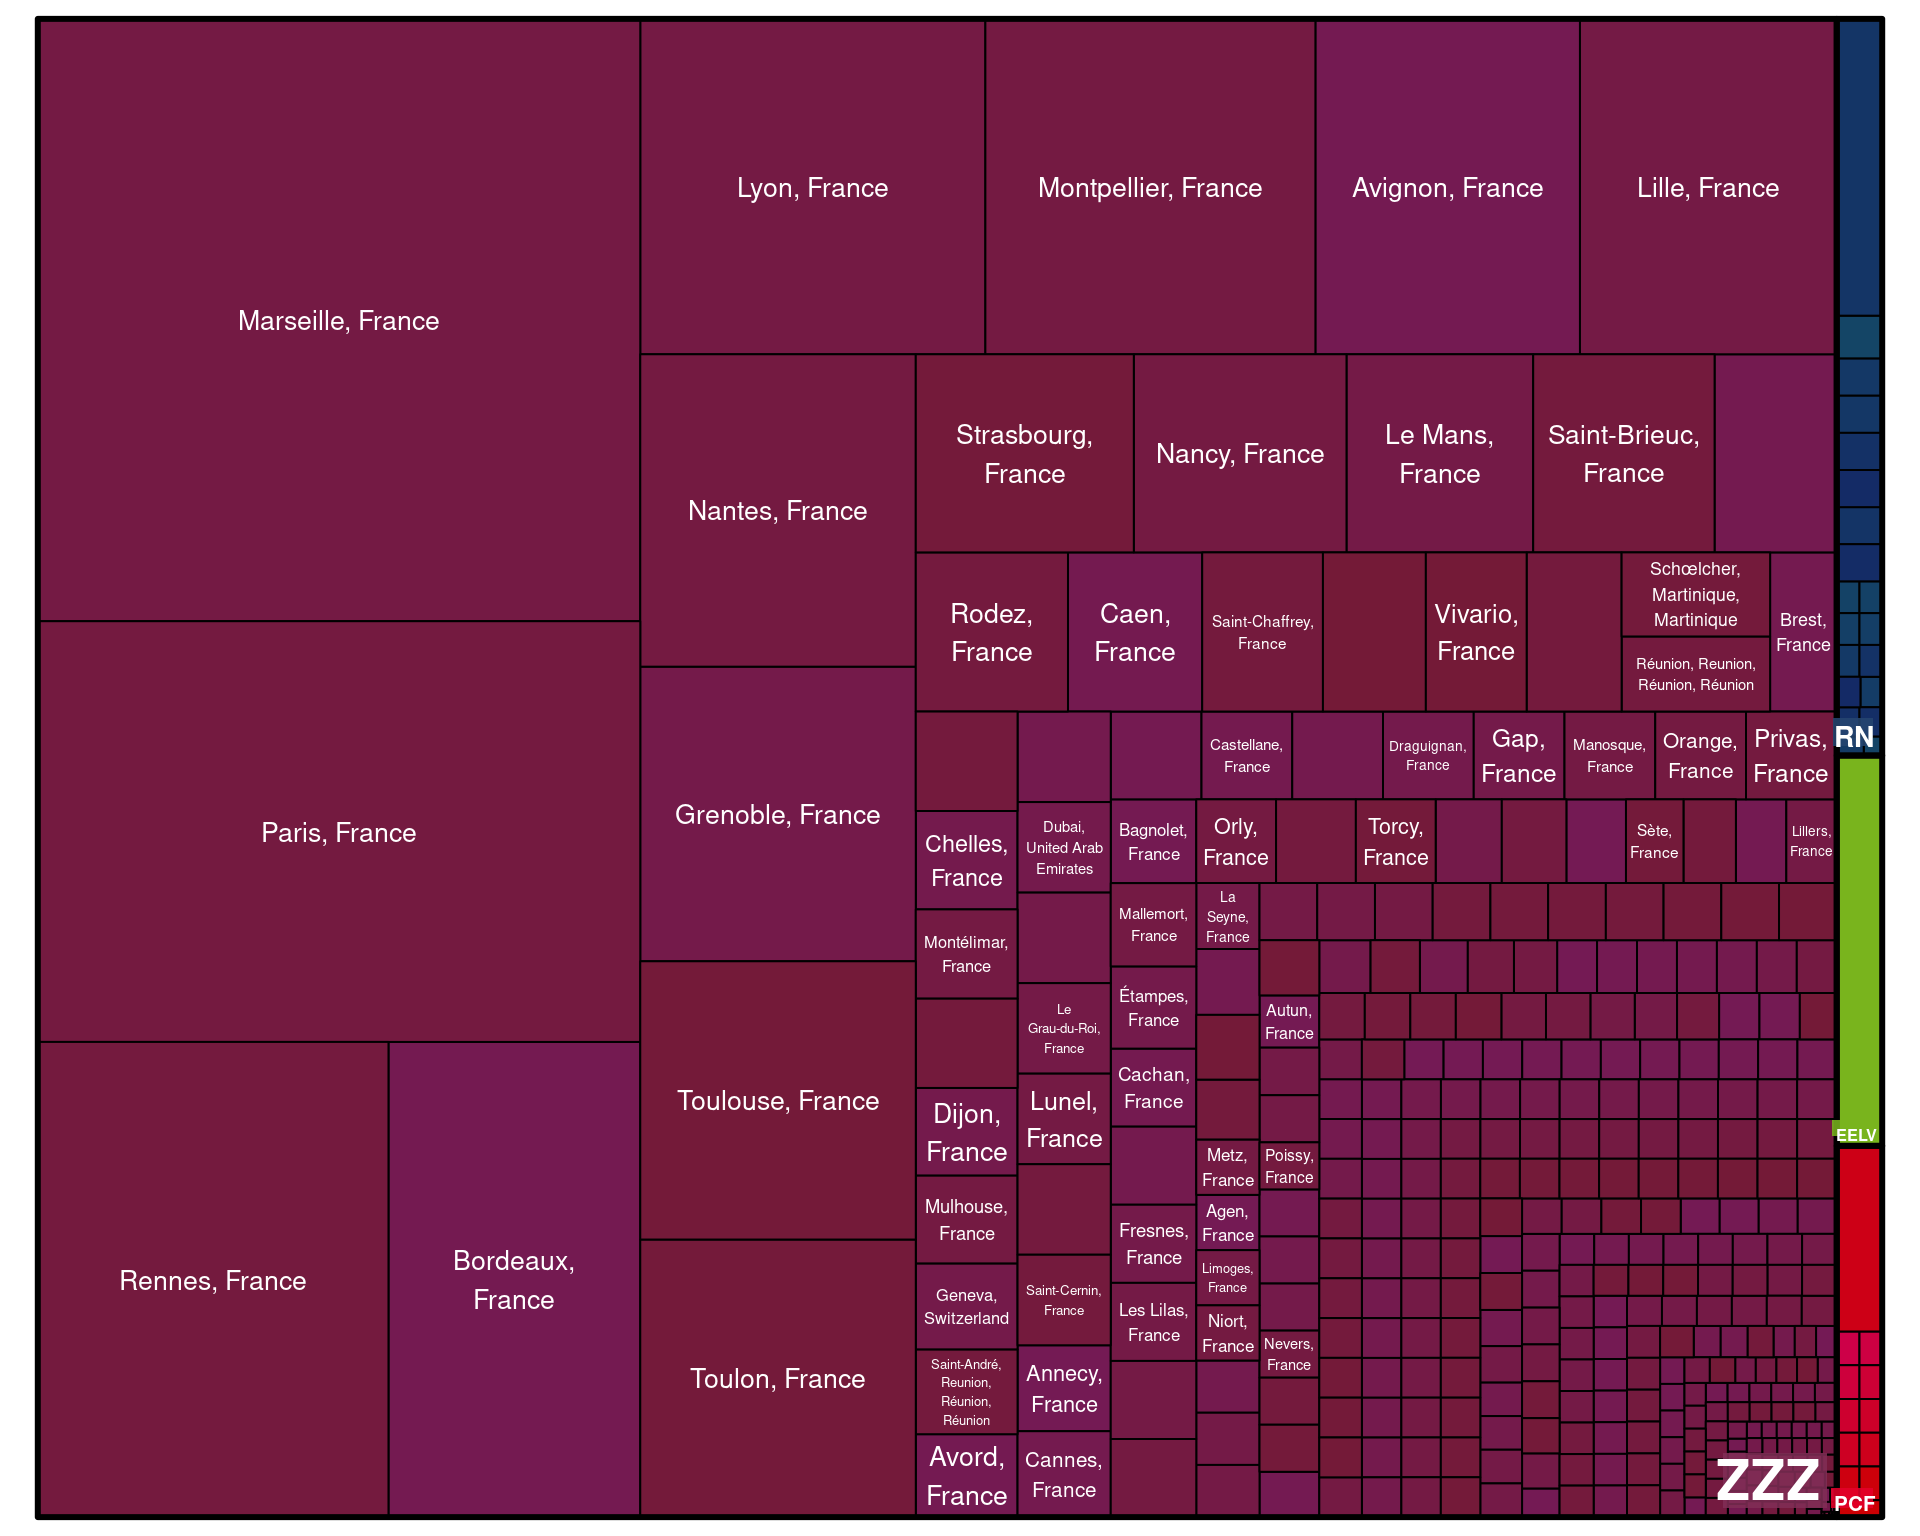 Marseille, France
Lyon, France
Montpellier, France
Avignon, France
Lille, France
Paris, France
Rennes, France
Bordeaux,
France
Nantes, France
Grenoble, France
Toulouse, France
Toulon, France
Strasbourg,
France
Nancy, France
Le Mans,
France
Saint-Brieuc,
France
Rodez,
France
Caen,
France
Saint-Chaffrey,
France
Vivario,
France
Schœlcher,
Martinique,
Martinique
Réunion, Reunion,
Réunion, Réunion
Brest,
France
Chelles,
France
Montélimar,
France
Dijon,
France
Mulhouse,
France
Geneva,
Switzerland
Saint-André,
Reunion,
Réunion,
Réunion
Avord,
France
Dubai,
United Arab
Emirates
Le
Grau-du-Roi,
France
Lunel,
France
Saint-Cernin,
France
Annecy,
France
Cannes,
France
Castellane,
France
Draguignan,
France
Gap,
France
Manosque,
France
Orange,
France
Privas,
France
Bagnolet,
France
Mallemort,
France
Étampes,
France
Cachan,
France
Fresnes,
France
Les Lilas,
France
Orly,
France
Torcy,
France
Sète,
France
Lillers,
France
La
Seyne,
France
Metz,
France
Agen,
France
Limoges,
France
Niort,
France
Autun,
France
Poissy,
France
Nevers,
France
RN
EELV
ZZZ
PCF